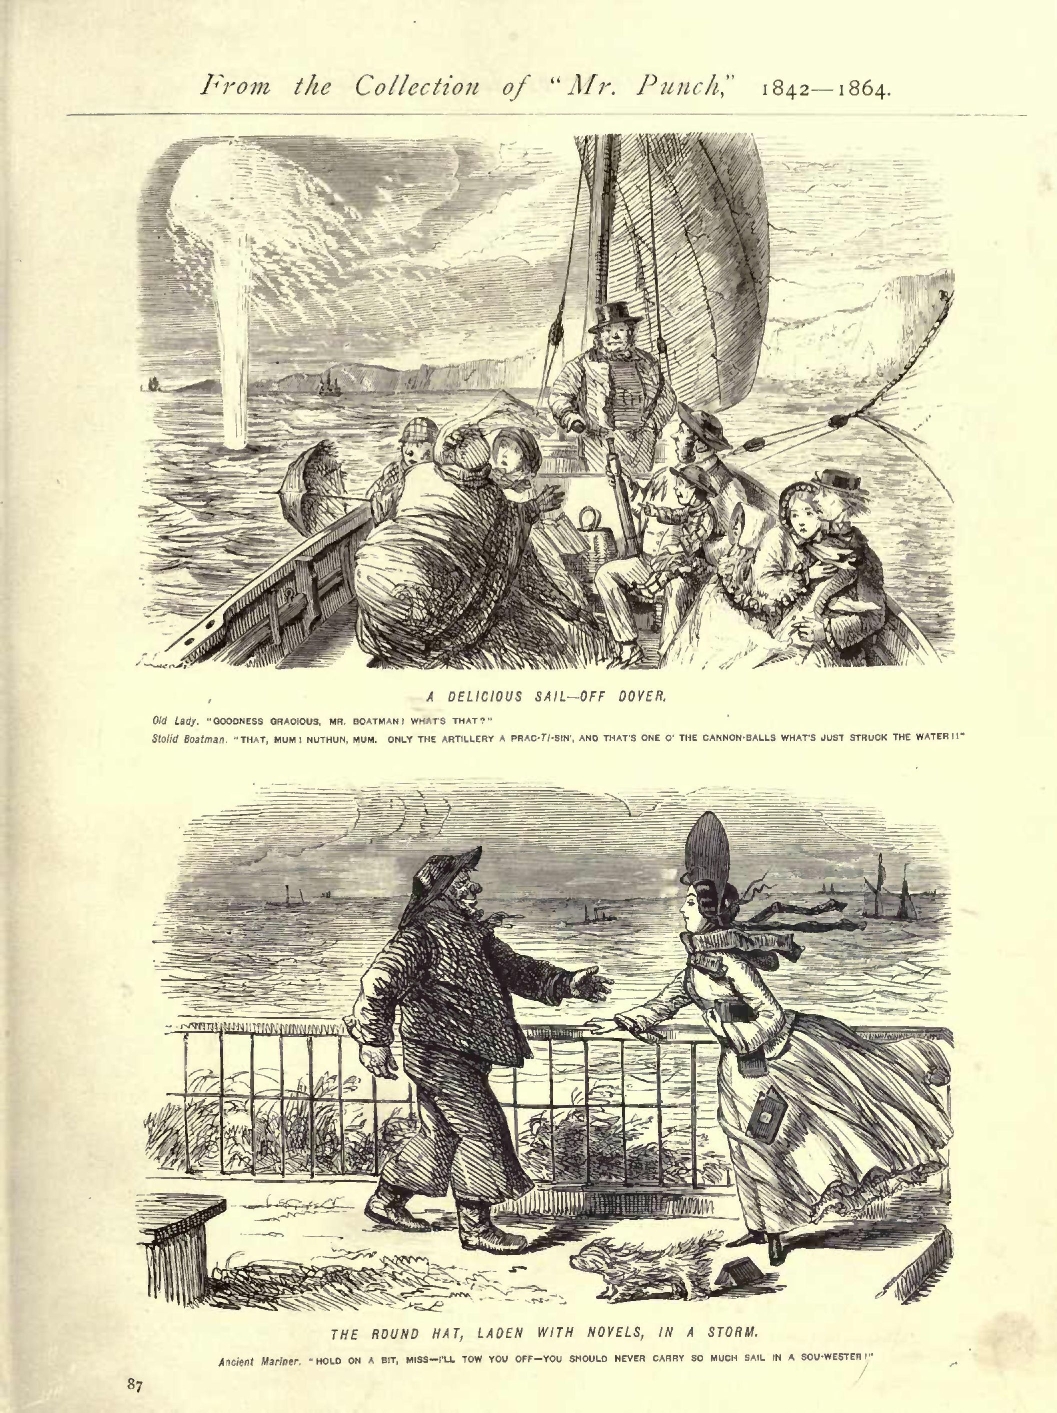 From the Collection of "Mr. Punch," 1842—1864.
A DELICIOUS SAIL—OFF DOVER.
Old Lady. "GOODNESS GRACIOUS, MR. BOATMAN! WHAT'S THAT?"
Stolid Boatman. "THAT, MUM! NUTHUN, MUM. ONLY THE ARTILLERY A PRAC-TI-SIN', AND THAT'S ONE O' THE CANNON-BALLS WHAT'S JUST STRUCK THE WATER!!"
THE ROUND HAT, LADEN WITH NOVELS, IN A STORM.
Ancient Mariner. "HOLD ON A BIT, MISS—I'LL TOW YOU OFF—YOU SHOULD NEVER CARRY SO MUCH SAIL IN A SOU-WESTER!"
87